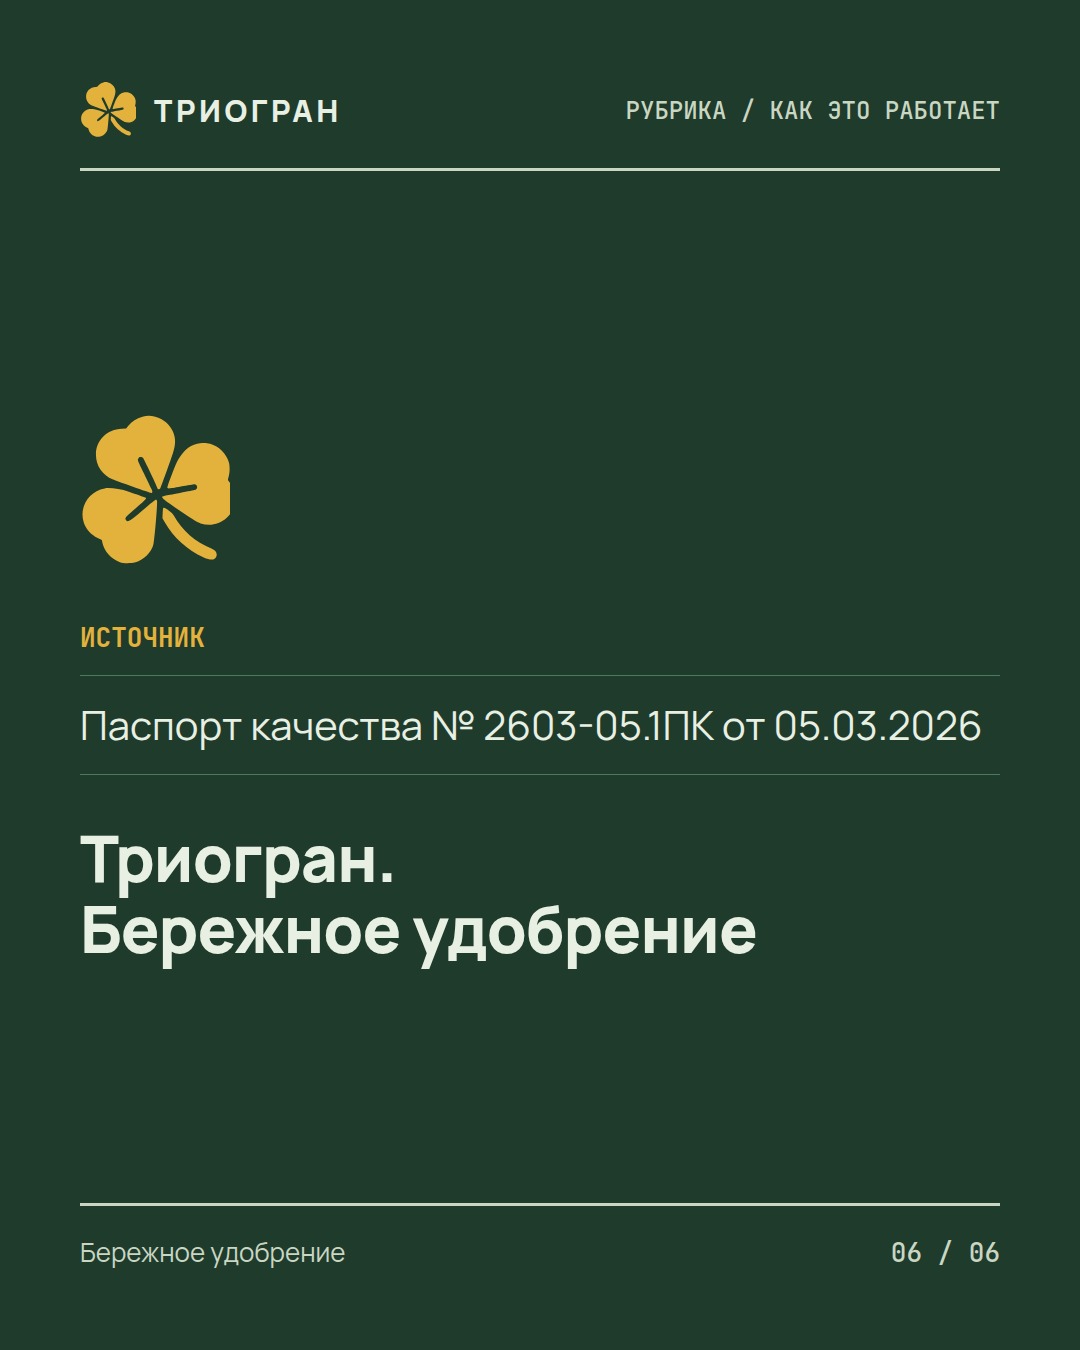 ТРИОГРАН
РУБРИКА / КАК ЭТО РАБОТАЕТ
ИСТОЧНИК
Паспорт качества № 2603-05.1ПК от 05.03.2026
Триогран.
Бережное удобрение
Бережное удобрение
06 / 06